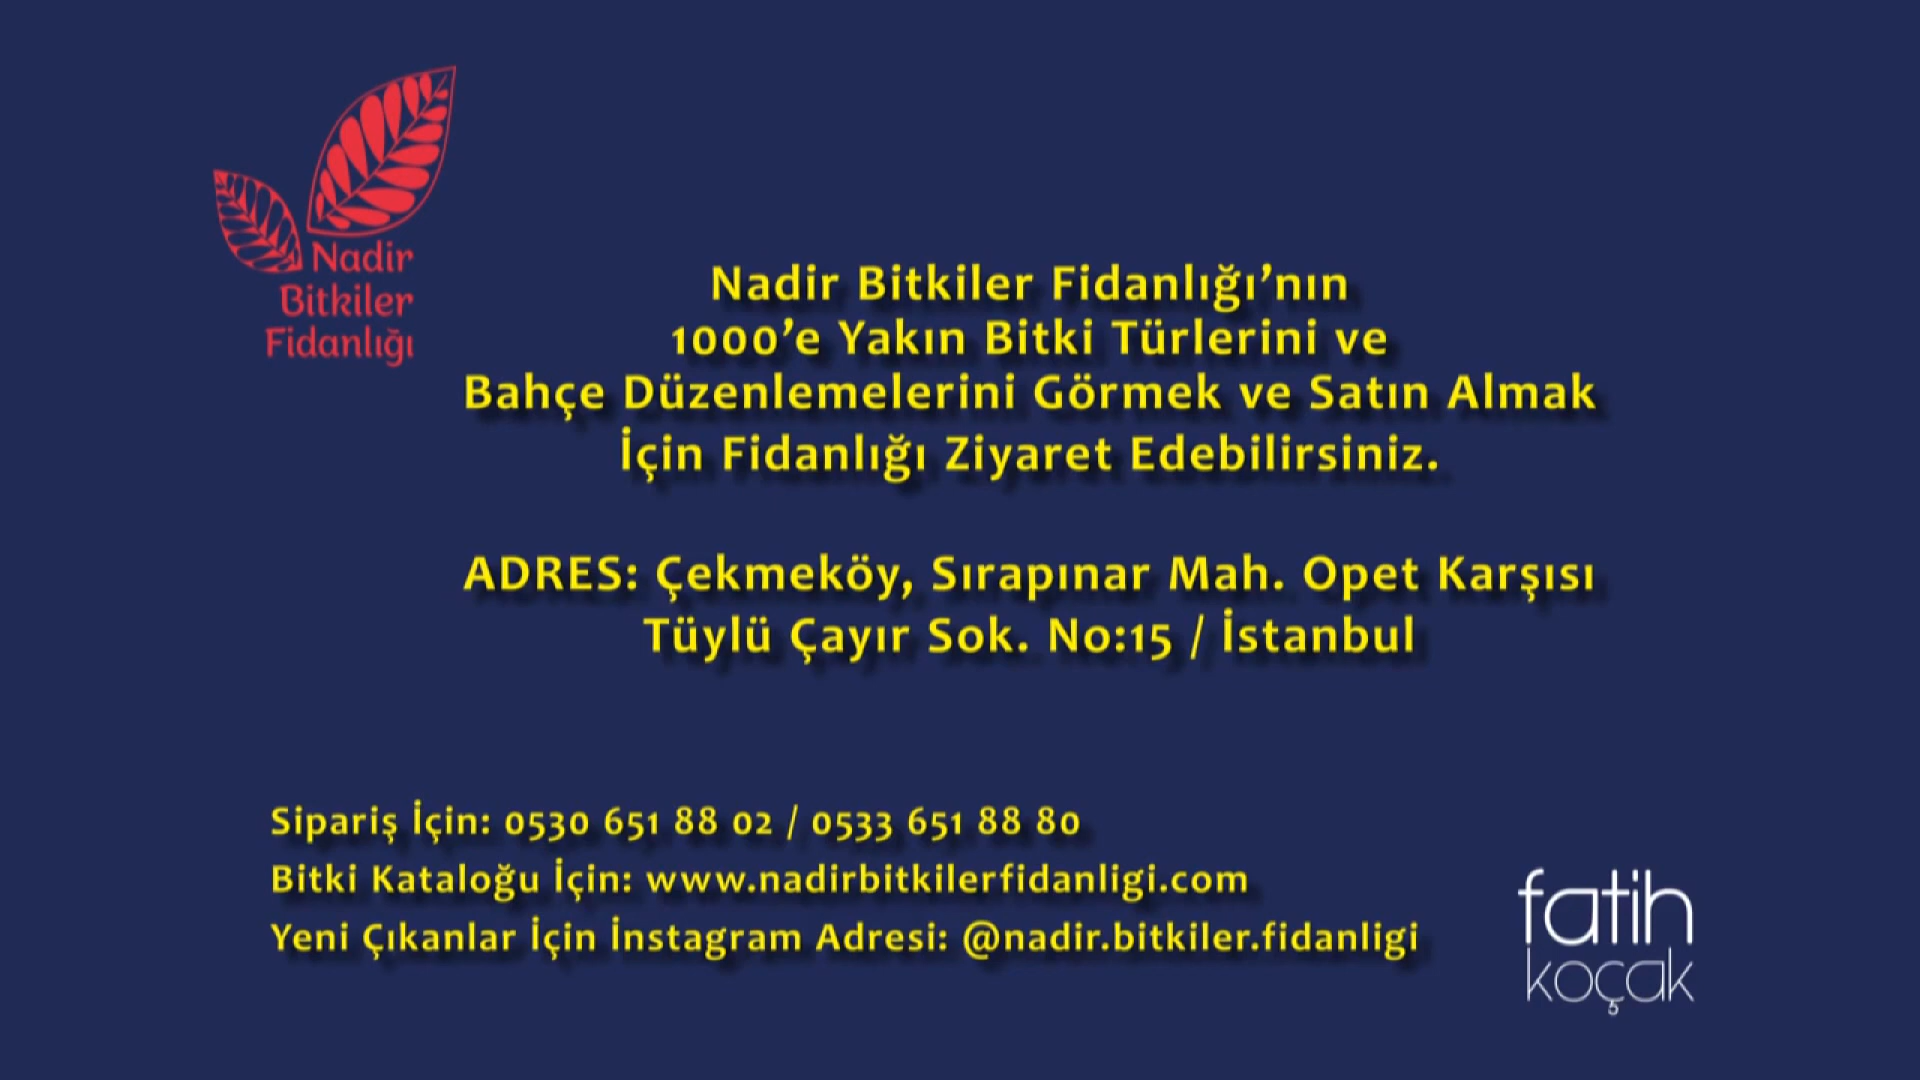 Nadir
Bitkiler
Fidanlığı
Nadir Bitkiler Fidanlığı’nın
1000’e Yakın Bitki Türlerini ve
Bahçe Düzenlemelerini Görmek ve Satın Almak
İçin Fidanlığı Ziyaret Edebilirsiniz.
ADRES: Çekmeköy, Sırapınar Mah. Opet Karşısı
Tüylü Çayır Sok. No:15 / İstanbul
Sipariş İçin: 0530 651 88 02 / 0533 651 88 80
Bitki Kataloğu İçin: www.nadirbitkilerfidanligi.com
Yeni Çıkanlar İçin İnstagram Adresi: @nadir.bitkiler.fidanligi
fatih
koçak